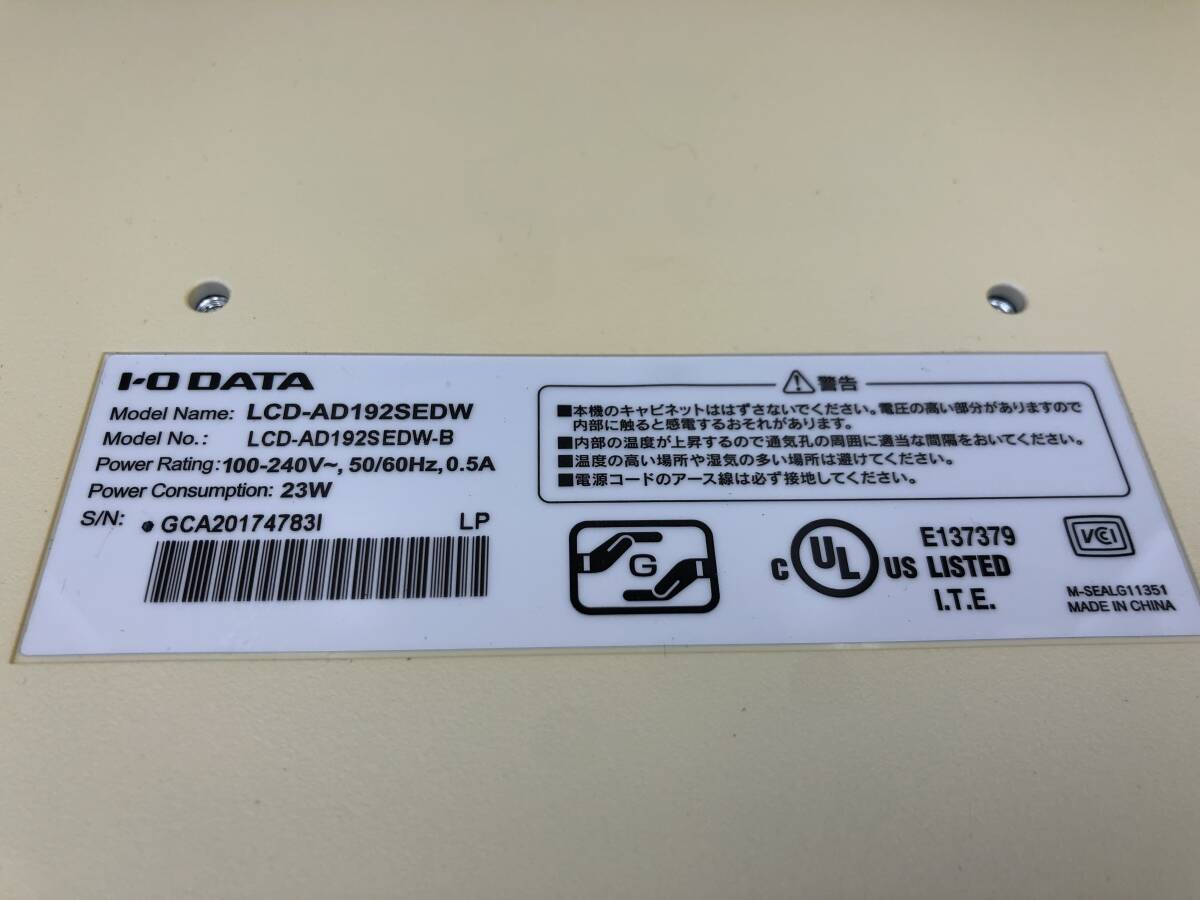 I-O DATA
Model Name: LCD-AD192SEDW
Model No.: LCD-AD192SEDW-B
Power Rating: 100-240V~, 50/60Hz, 0.5A
Power Consumption: 23W
S/N: GCA20174783I LP
警告
■本機のキャビネットははずさないでください。電圧の高い部分がありますので
内部に触ると感電するおそれがあります。
■内部の温度が上昇するので通気孔の周囲に適当な間隔をおいてください。
■温度の高い場所や湿気の多い場所は避けてください。
■電源コードのアース線は必ず接地してください。
G
C UL US LISTED
E137379
I.T.E.
VCI
M-SEALG11351
MADE IN CHINA